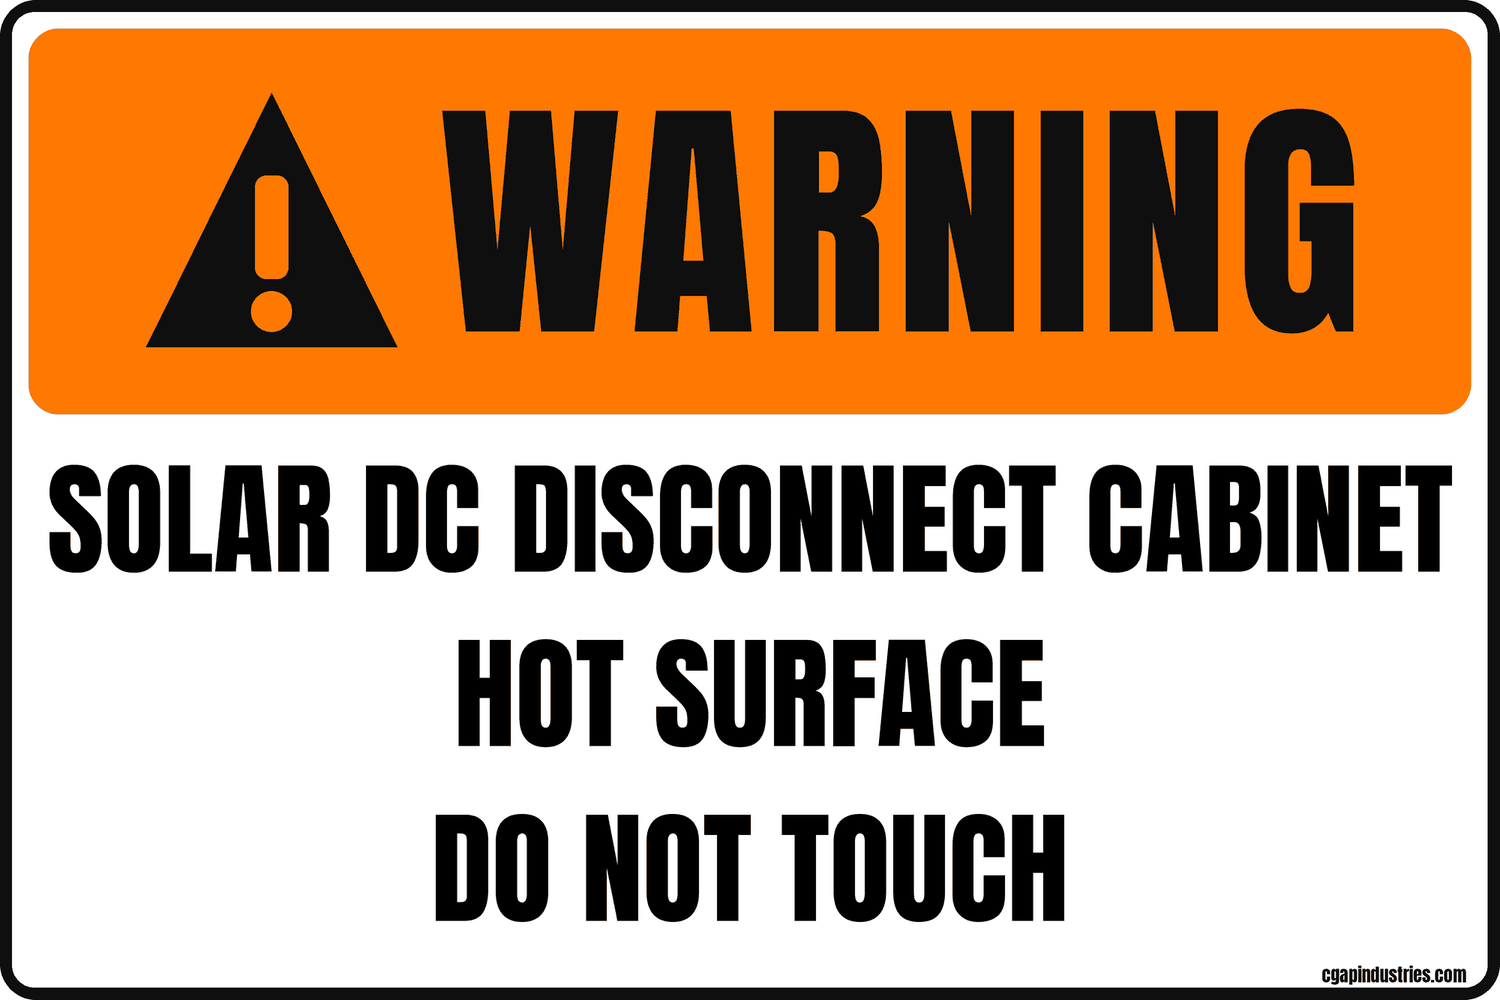 WARNING
SOLAR DC DISCONNECT CABINET
HOT SURFACE
DO NOT TOUCH
cgapindustries.com